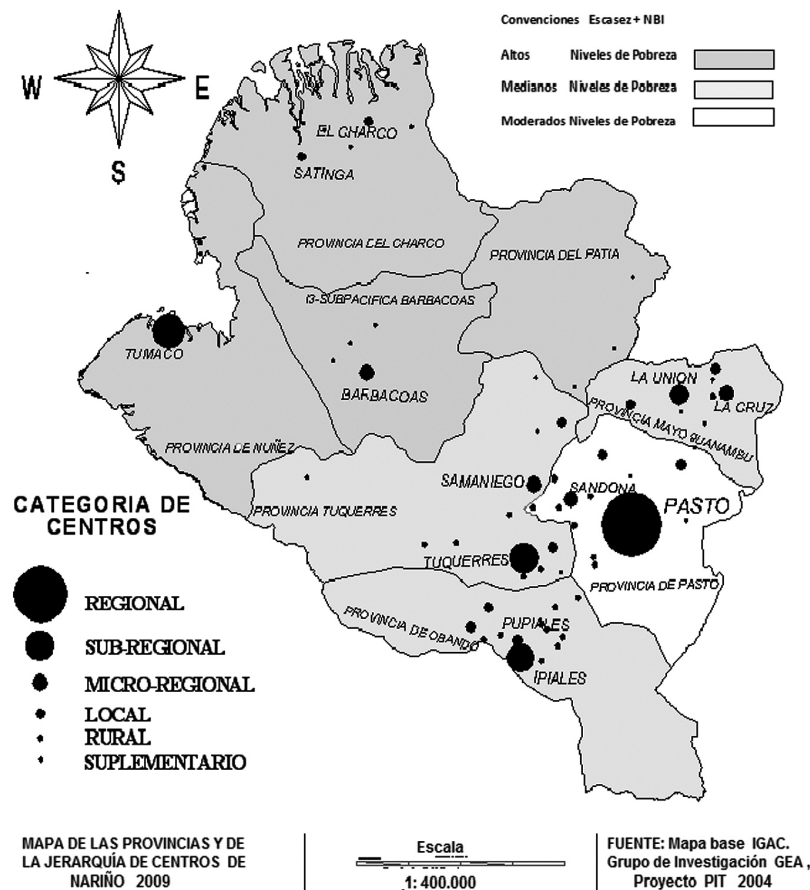 Convenciones Escasez + NBI
Altos Niveles de Pobreza
Medianos Niveles de Pobreza
Moderados Niveles de Pobreza
W E
S
EL CHARCO
SATINGA
PROVINCIA DEL CHARCO
PROVINCIA DEL PATIA
13-SUBPACIFICA BARBACOAS
TUMACO
BARBACOAS
LA UNION
LA CRUZ
PROVINCIA MAYO GUANAMBU
PROVINCIA DE NUÑEZ
SAMANIEGO
SANDONA
PASTO
PROVINCIA TUQUERRES
TUQUERRES
PROVINCIA DE PASTO
PROVINCIA DE OBANDO
PUPIALES
IPIALES
CATEGORIA DE
CENTROS
REGIONAL
SUB-REGIONAL
MICRO-REGIONAL
LOCAL
RURAL
SUPLEMENTARIO
MAPA DE LAS PROVINCIAS Y DE
LA JERARQUÍA DE CENTROS DE
NARIÑO 2009
Escala
1: 400.000
FUENTE: Mapa base IGAC.
Grupo de Investigación GEA ,
Proyecto PIT 2004